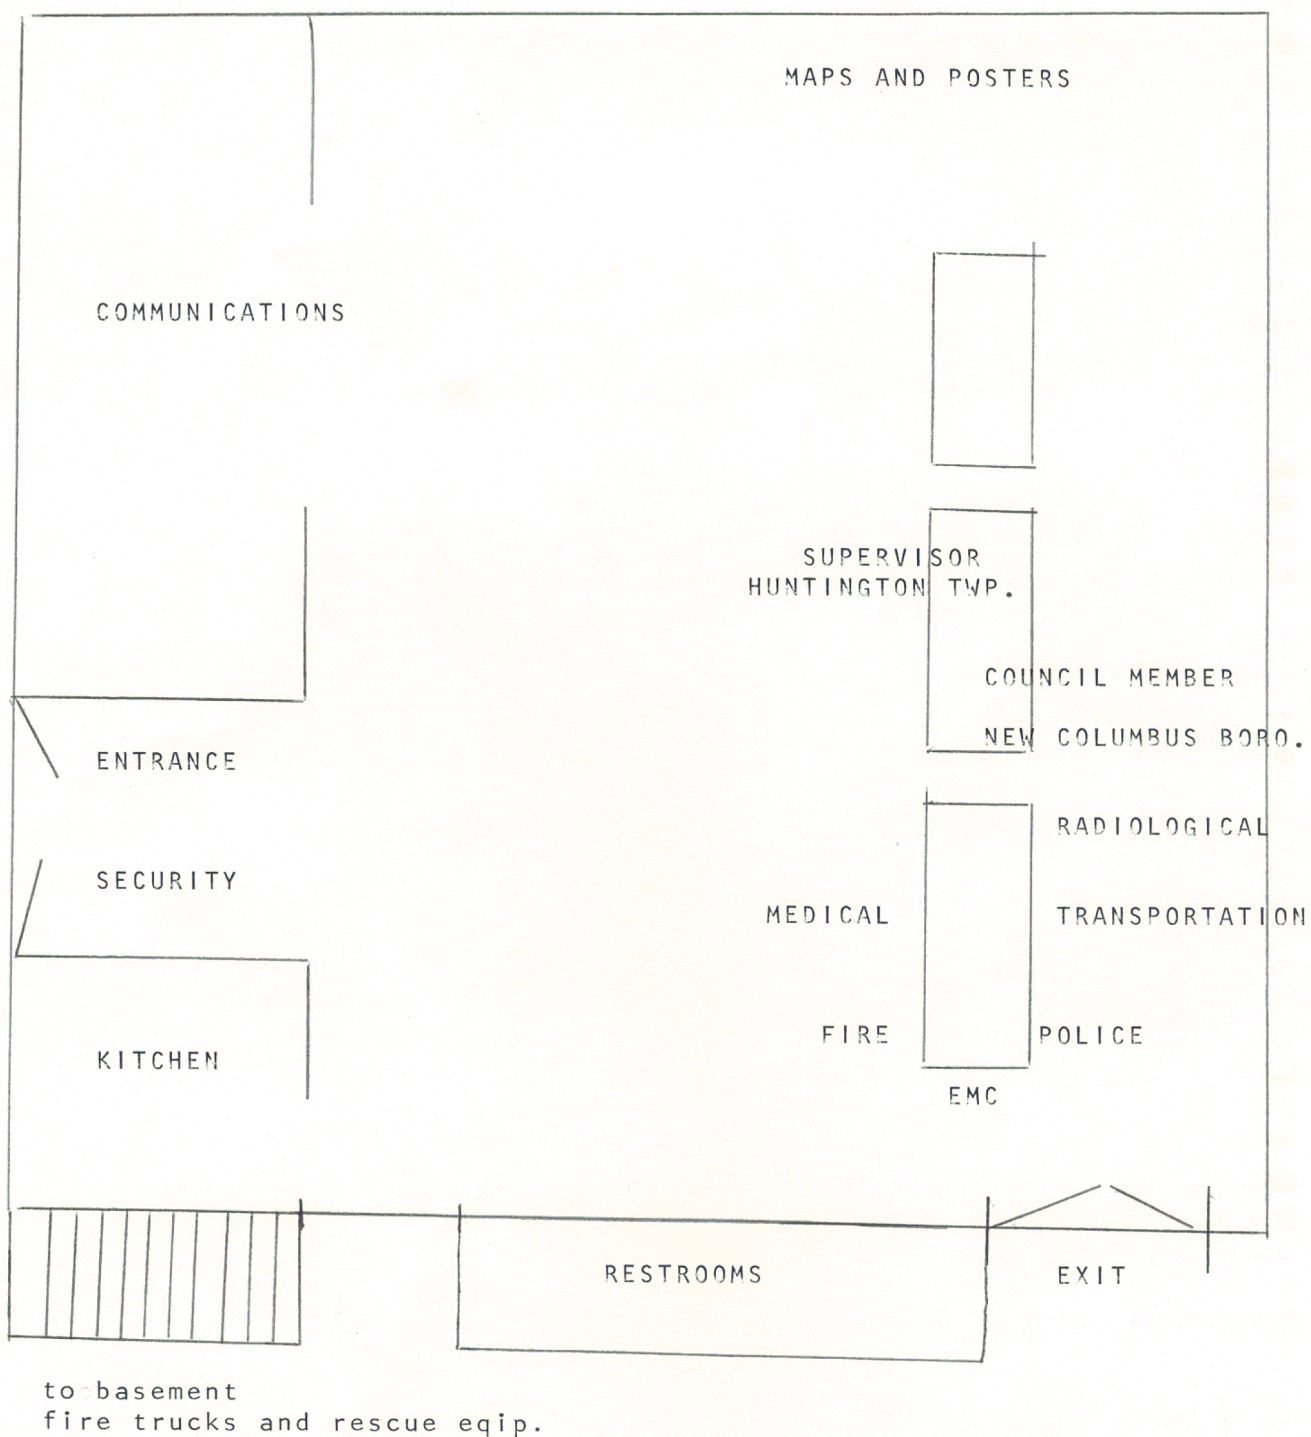 MAPS AND POSTERS
COMMUNICATIONS
SUPERVISOR
HUNTINGTON TWP.
COUNCIL MEMBER
NEW COLUMBUS BORO.
ENTRANCE
RADIOLOGICAL
SECURITY
MEDICAL
TRANSPORTATION
FIRE
POLICE
KITCHEN
EMC
RESTROOMS
EXIT
to basement
fire trucks and rescue eqip.